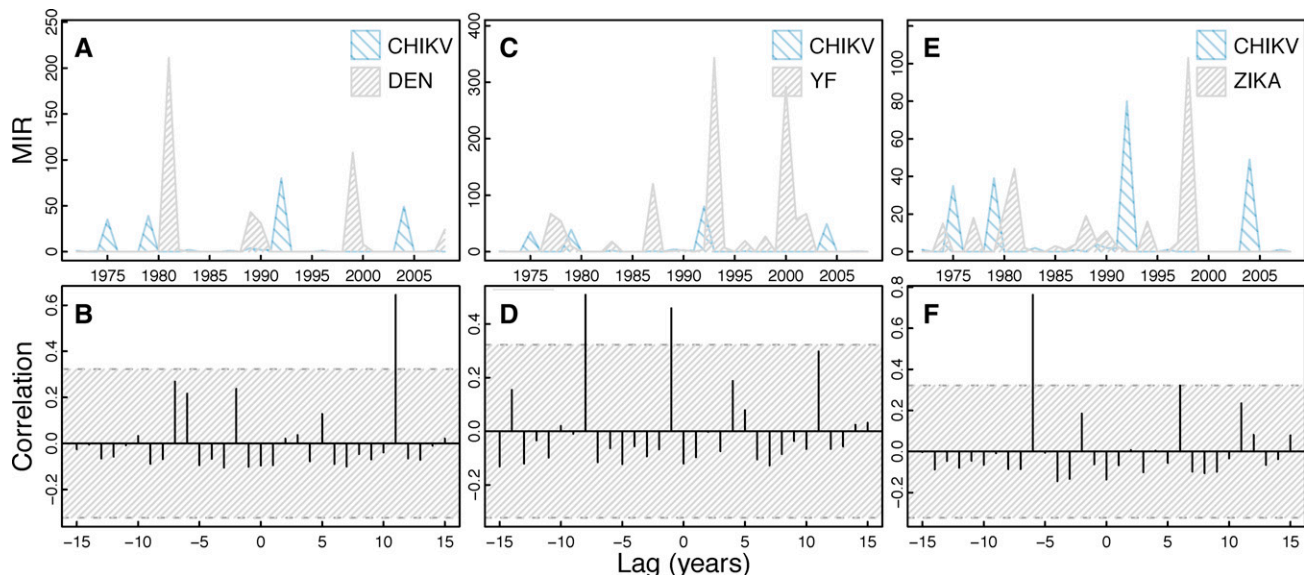 A
CHIKV
DEN
MIR
0
50
100
150
200
250
1975 1980 1985 1990 1995 2000 2005
C
CHIKV
YF
0
100
200
300
400
1975 1980 1985 1990 1995 2000 2005
E
CHIKV
ZIKA
0
20
40
60
80
100
1975 1980 1985 1990 1995 2000 2005
B
Correlation
−0.2
0.0
0.2
0.4
0.6
−15 −10 −5 0 5 10 15
D
−0.2
0.0
0.2
0.4
−15 −10 −5 0 5 10 15
F
−0.2
0.0
0.2
0.4
0.6
0.8
−15 −10 −5 0 5 10 15
Lag (years)